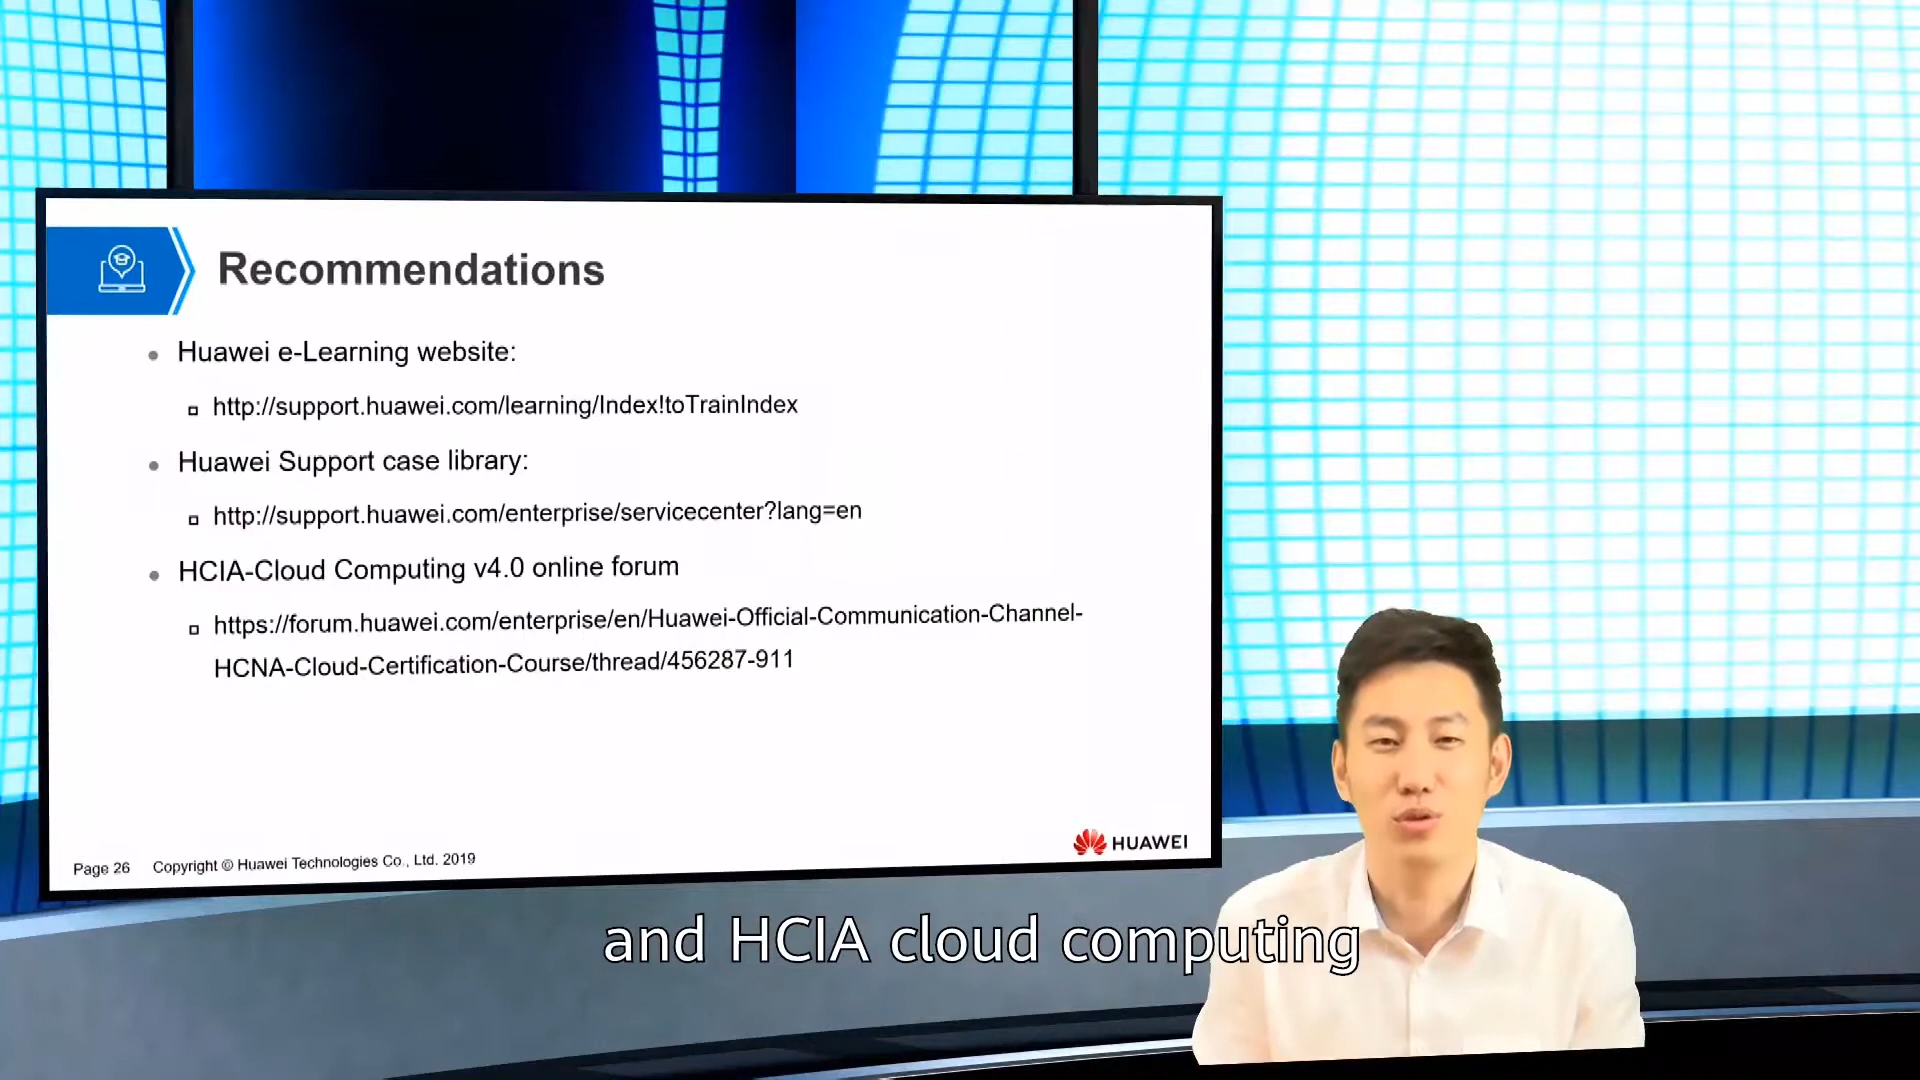 Recommendations
Huawei e-Learning website:
http://support.huawei.com/learning/Index!toTrainIndex
Huawei Support case library:
http://support.huawei.com/enterprise/servicecenter?lang=en
HCIA-Cloud Computing v4.0 online forum
https://forum.huawei.com/enterprise/en/Huawei-Official-Communication-Channel-
HCNA-Cloud-Certification-Course/thread/456287-911
Page 26 Copyright © Huawei Technologies Co., Ltd. 2019
HUAWEI
and HCIA cloud computing